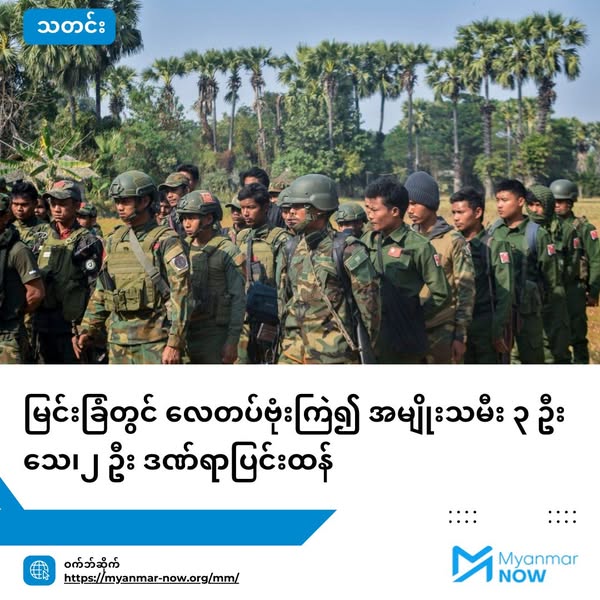 သတင်း
မြင်းခြံတွင် လေတပ်ဗုံးကြဲ၍ အမျိုးသမီး ၃ ဦး
သေ၊၂ ဦး ဒဏ်ရာပြင်းထန်
ဝက်ဘ်ဆိုက်
https://myanmar-now.org/mm/
Myanmar
NOW